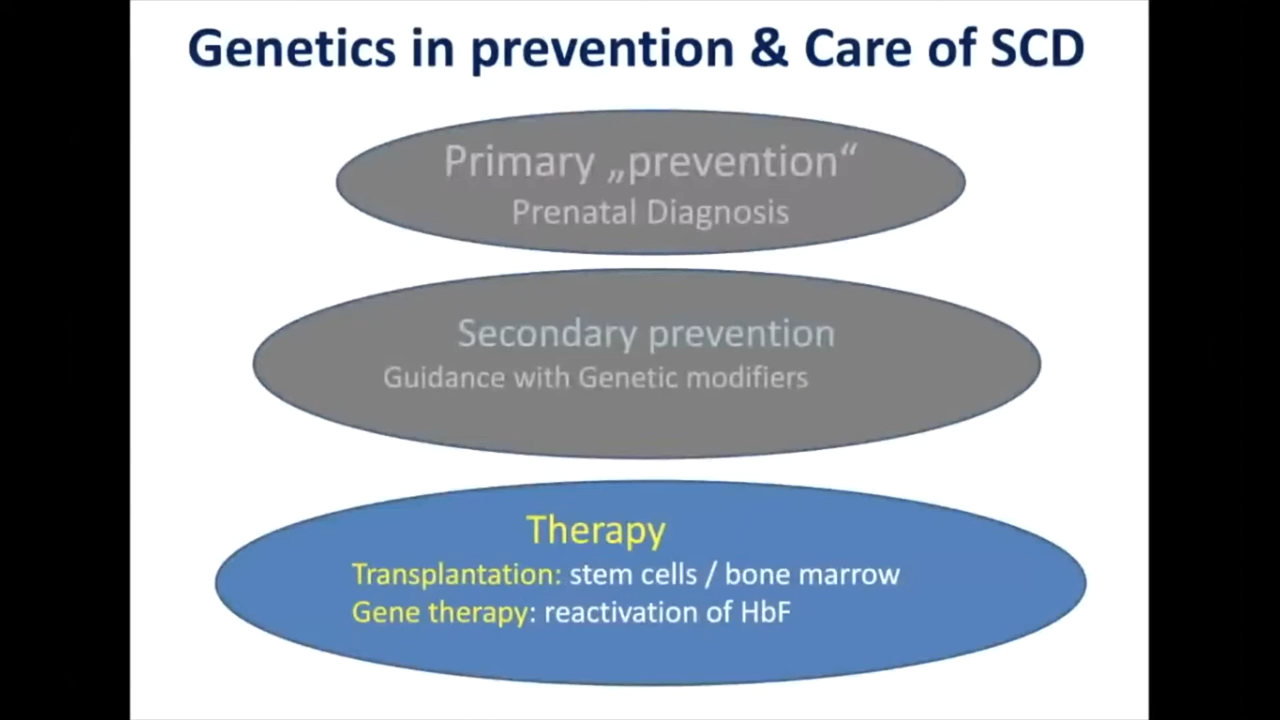 Genetics in prevention & Care of SCD
Primary „prevention“
Prenatal Diagnosis
Secondary prevention
Guidance with Genetic modifiers
Therapy
Transplantation: stem cells / bone marrow
Gene therapy: reactivation of HbF